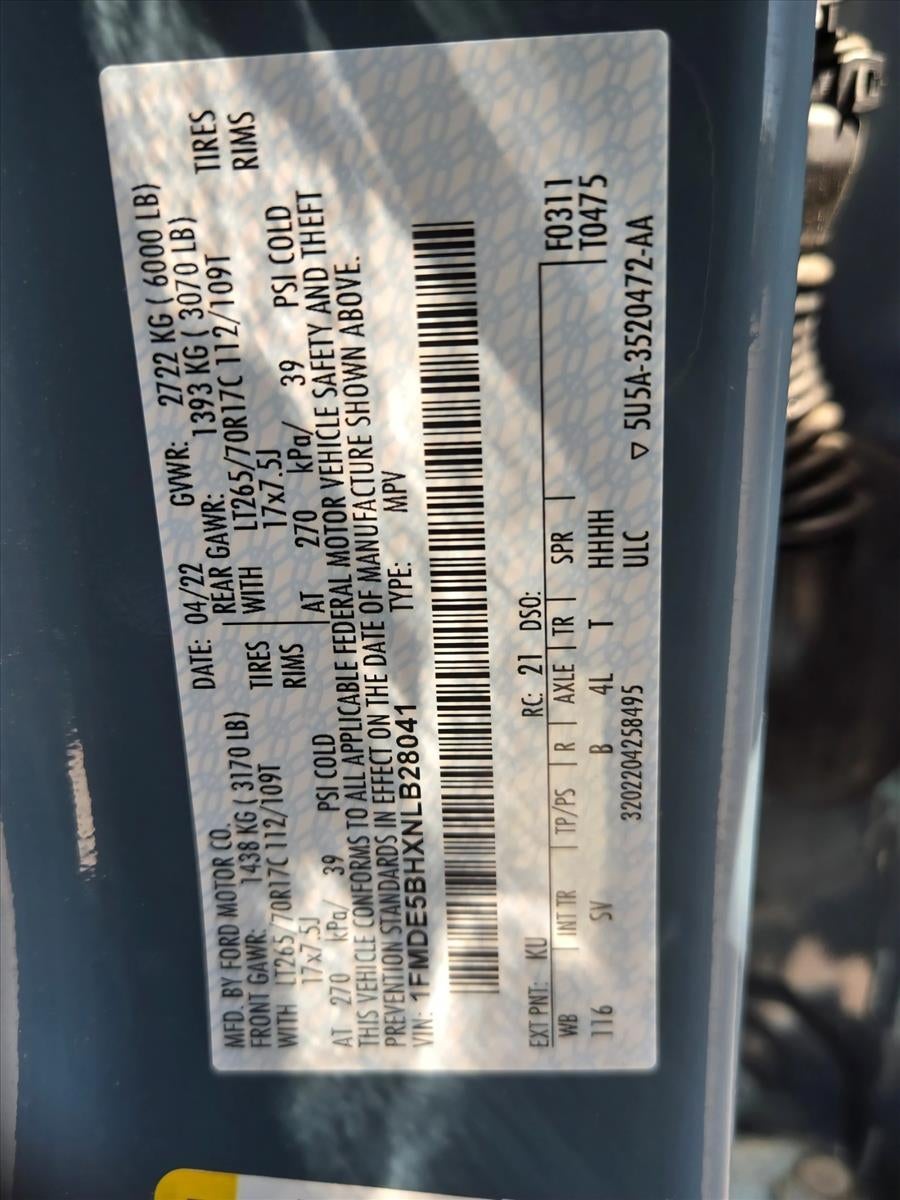 MFD. BY FORD MOTOR CO. DATE: 04/22 GVWR: 2722 KG ( 6000 LB)
FRONT GAWR: 1438 KG ( 3170 LB) REAR GAWR: 1393 KG ( 3070 LB)
WITH LT265/70R17C 112/109T TIRES WITH LT265/70R17C 112/109T TIRES
17x7.5J RIMS 17x7.5J RIMS
AT 270 kPa/ 39 PSI COLD AT 270 kPa/ 39 PSI COLD
THIS VEHICLE CONFORMS TO ALL APPLICABLE FEDERAL MOTOR VEHICLE SAFETY AND THEFT
PREVENTION STANDARDS IN EFFECT ON THE DATE OF MANUFACTURE SHOWN ABOVE.
VIN: 1FMDE5BHXNLB28041 TYPE: MPV
EXT PNT: KU RC: 21 DSO: F0311
WB INT TR TP/PS R AXLE TR SPR T0475
116 SV B 4L T HHHH
3202204258495 ULC ▽ 5U5A-3520472-AA